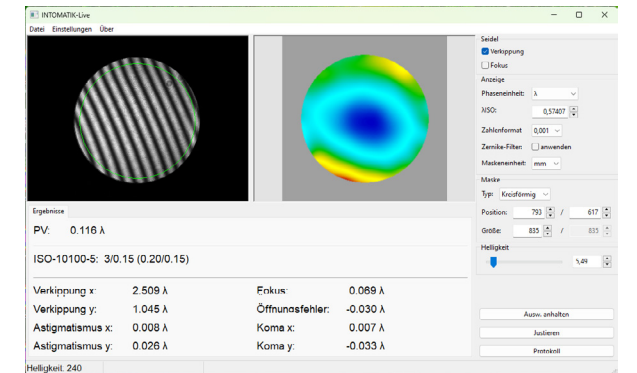 INTOMATIK-Live
Datei Einstellungen Über
Seidel
Verkippung
Fokus
Anzeige
Phaseneinheit: λ
λ/ISO: 0,57407
Zahlenformat 0,001
Zernike-Filter: anwenden
Maskeneinheit: mm
Maske
Typ: Kreisförmig
Position: 793 / 617
Größe: 835 / 835
Helligkeit
5,49
Ausw. anhalten
Justieren
Protokoll
Ergebnisse
PV: 0.116 λ
ISO-10100-5: 3/0.15 (0.20/0.15)
Verkippung x: 2.509 λ Fokus: 0.069 λ
Verkippung y: 1.045 λ Öffnungsfehler: -0.030 λ
Astigmatismus x: 0.008 λ Koma x: 0.007 λ
Astigmatismus y: 0.026 λ Koma y: -0.033 λ
Helligkeit: 240